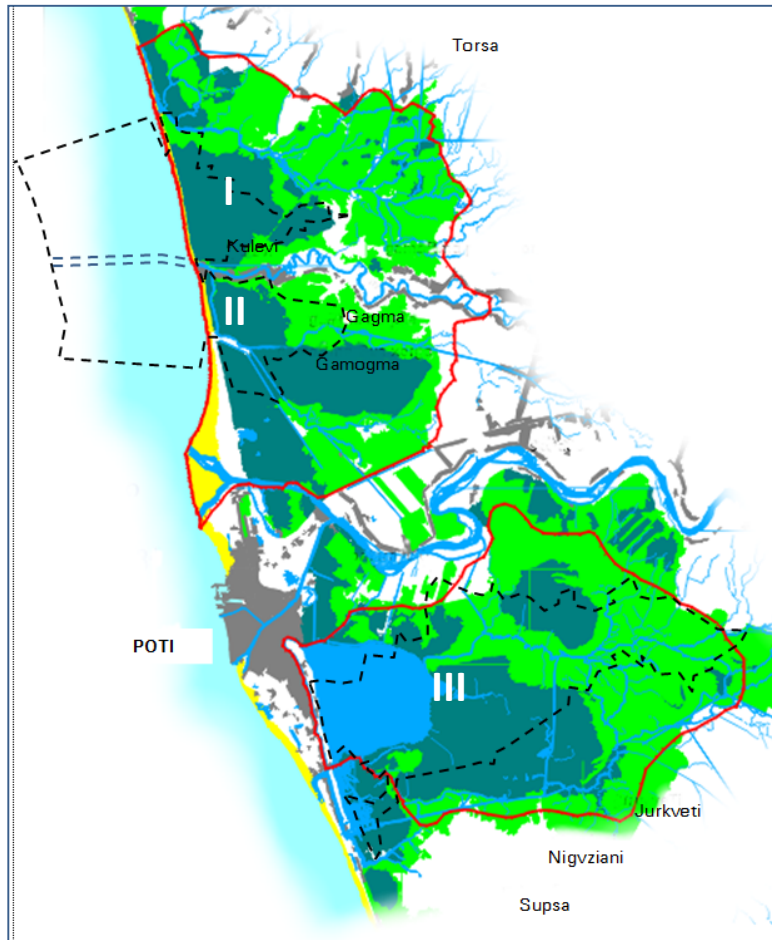 Torsa
I
Kulevi
II
Gagma
Gamogma
POTI
III
Jurkveti
Nigvziani
Supsa